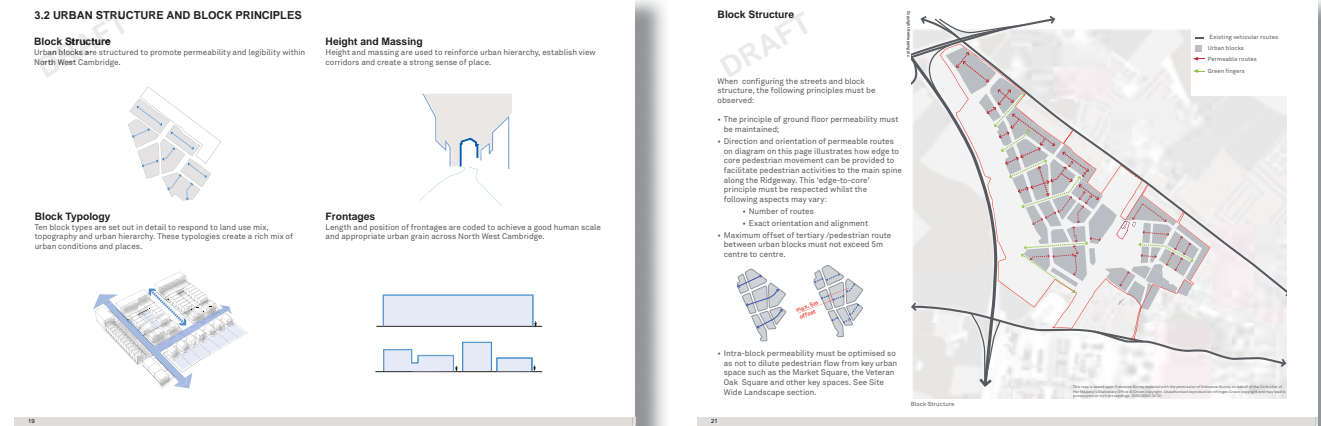 3.2 URBAN STRUCTURE AND BLOCK PRINCIPLES
DRAFT
Block Structure
Urban blocks are structured to promote permeability and legibility within
North West Cambridge.
Height and Massing
Height and massing are used to reinforce urban hierarchy, establish view
corridors and create a strong sense of place.
Block Typology
Ten block types are set out in detail to respond to land use mix,
topography and urban hierarchy. These typologies create a rich mix of
urban conditions and places.
Frontages
Length and position of frontages are coded to achieve a good human scale
and appropriate urban grain across North West Cambridge.
19
Block Structure
DRAFT
When configuring the streets and block
structure, the following principles must be
observed:
• The principle of ground floor permeability must
be maintained;
• Direction and orientation of permeable routes
on diagram on this page illustrates how edge to
core pedestrian movement can be provided to
facilitate pedestrian activities to the main spine
along the Ridgeway. This 'edge-to-core'
principle must be respected whilst the
following aspects may vary:
• Number of routes
• Exact orientation and alignment
• Maximum offset of tertiary /pedestrian route
between urban blocks must not exceed 5m
centre to centre.
max. 5m
offset
• Intra-block permeability must be optimised so
as not to dilute pedestrian flow from key urban
space such as the Market Square, the Veteran
Oak Square and other key spaces. See Site
Wide Landscape section.
Existing vehicular routes
Urban blocks
Permeable routes
Green fingers
Block Structure
21